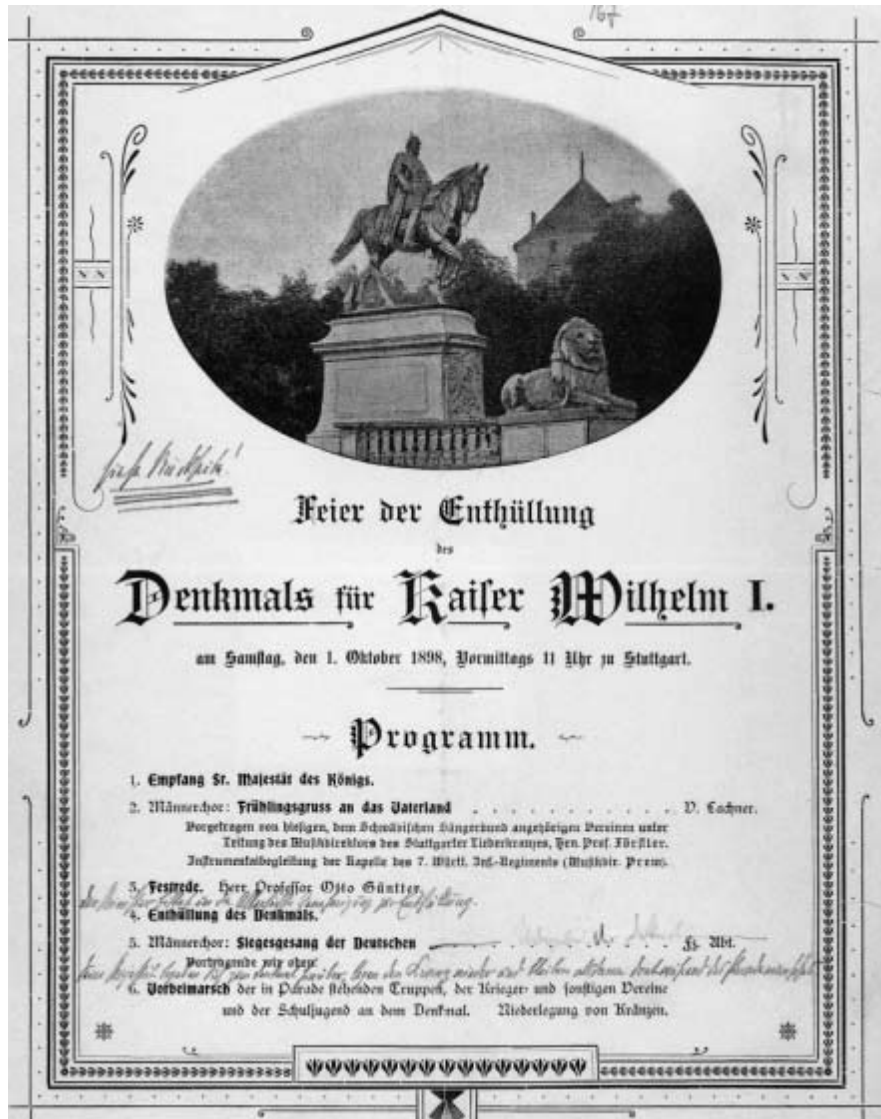 167
siehe Rückseite!
Feier der Enthüllung
des
Denkmals für Kaiſer Wilhelm I.
am Samſtag, den 1. Oktober 1898, Vormittags 11 Uhr zu Stuttgart.
Programm.
1. Empfang Sr. Majeſtät des Königs.
2. Männerchor: Frühlingsgruss an das Vaterland . . . . . . . . . . . . V. Lachner.
Vorgetragen von hieſigen, dem Schwäbiſchen Sängerbund angehörigen Vereinen unter
Leitung des Muſikdirektors des Stuttgarter Liederkranzes, Hrn. Prof. Förſtler.
Inſtrumentalbegleitung der Kapelle des 7. Württ. Inf.-Regiments (Muſikdir. Prem).
3. Feſtrede. Herr Profeſſor Otto Güntter.
4. Enthüllung des Denkmals.
5. Männerchor: Siegesgesang der Deutschen . . . . Fr. Abt.
Vortragende wie oben.
6. Vorbeimarsch der in Parade ſtehenden Truppen, der Krieger- und ſonſtigen Vereine
und der Schuljugend an dem Denkmal. Niederlegung von Kränzen.